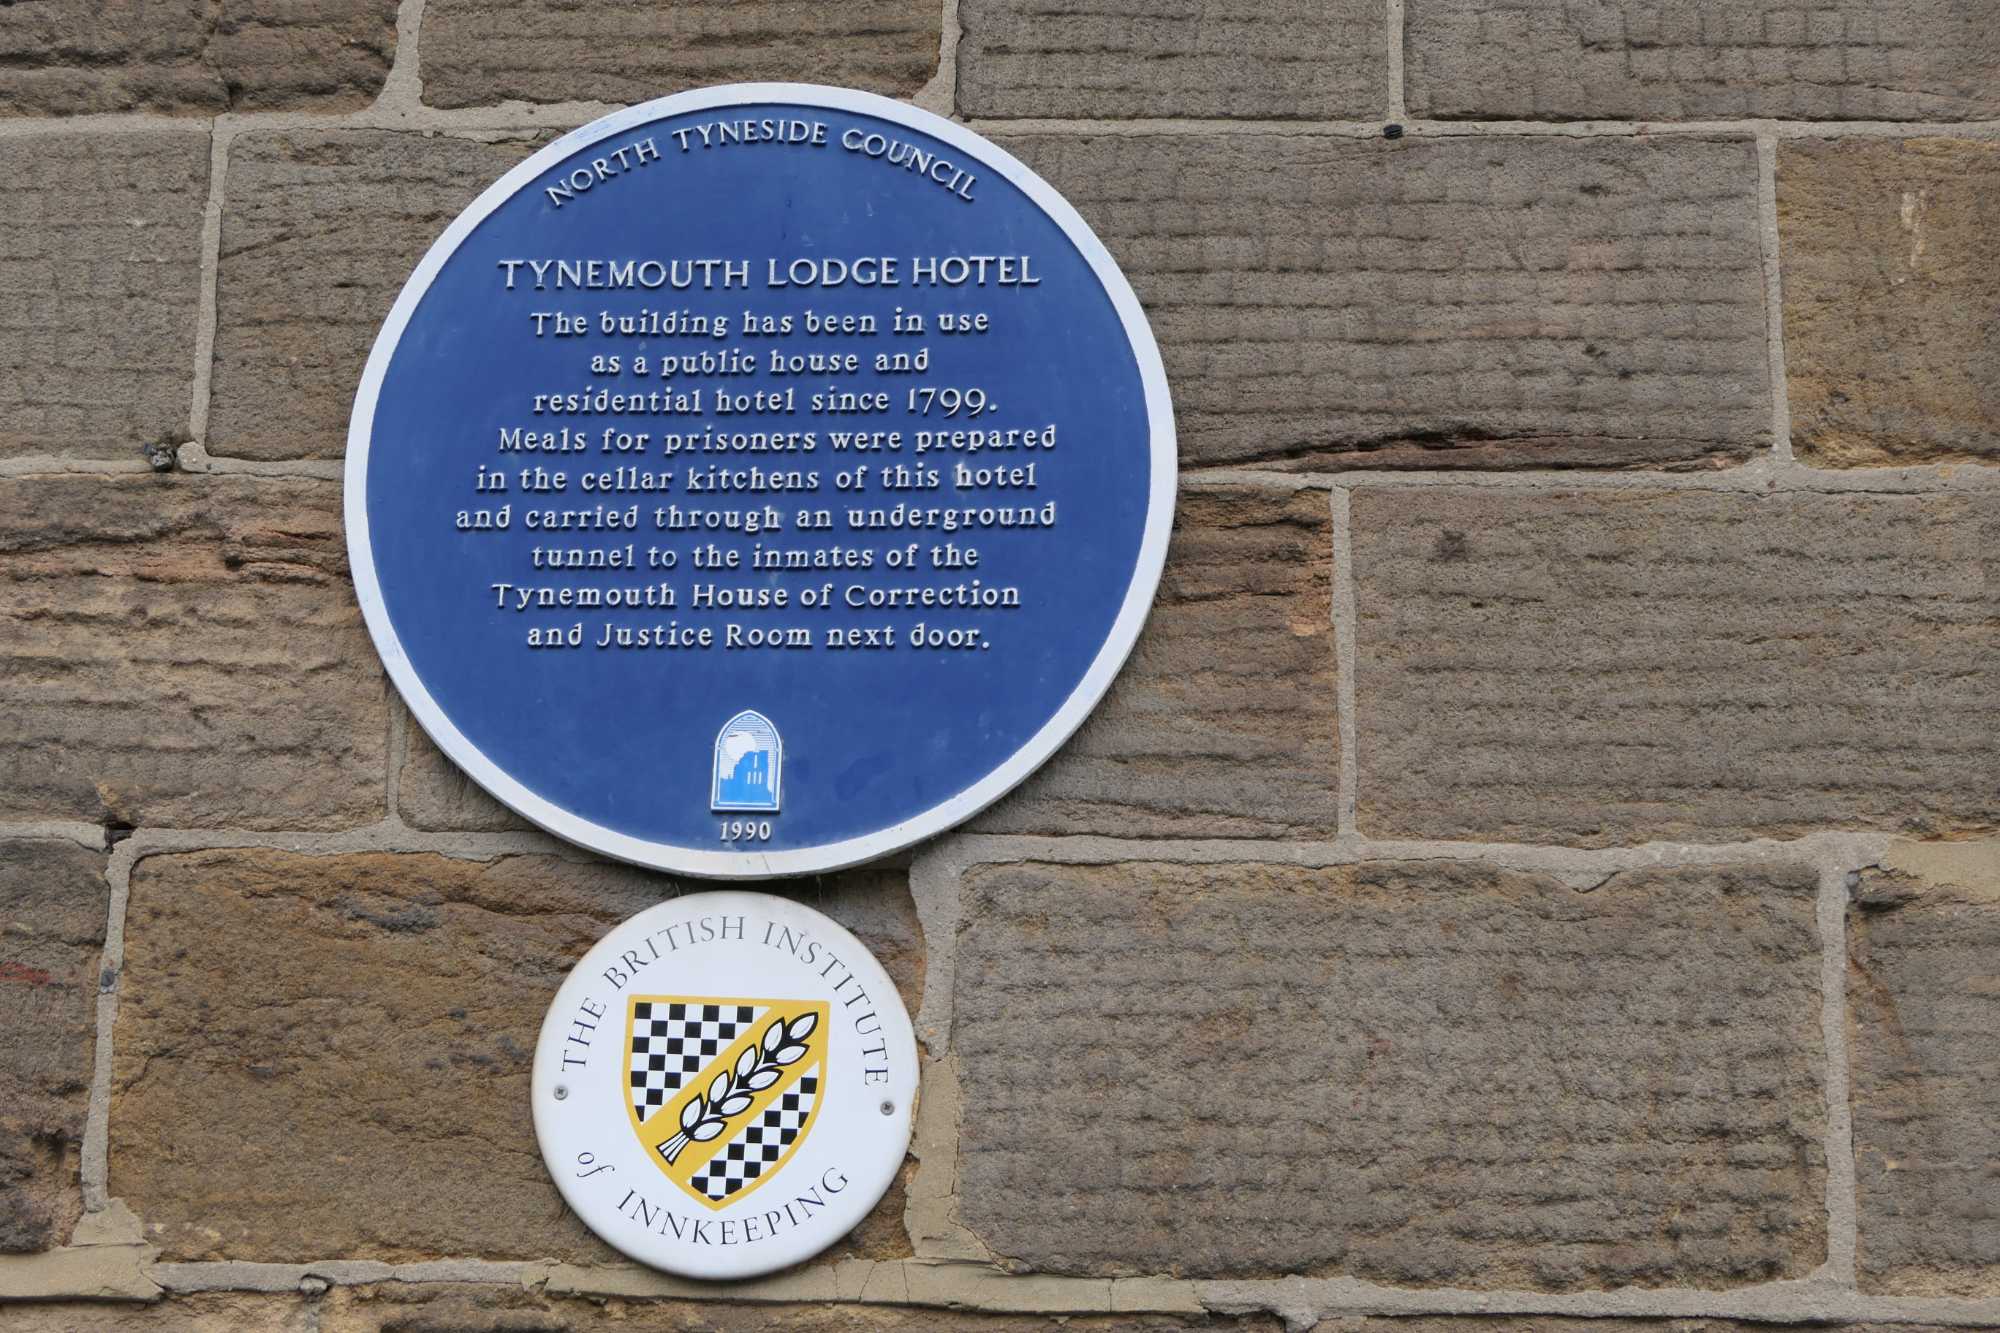 NORTH TYNESIDE COUNCIL
TYNEMOUTH LODGE HOTEL
The building has been in use
as a public house and
residential hotel since 1799.
Meals for prisoners were prepared
in the cellar kitchens of this hotel
and carried through an underground
tunnel to the inmates of the
Tynemouth House of Correction
and Justice Room next door.
1990
THE BRITISH INSTITUTE
of INNKEEPING